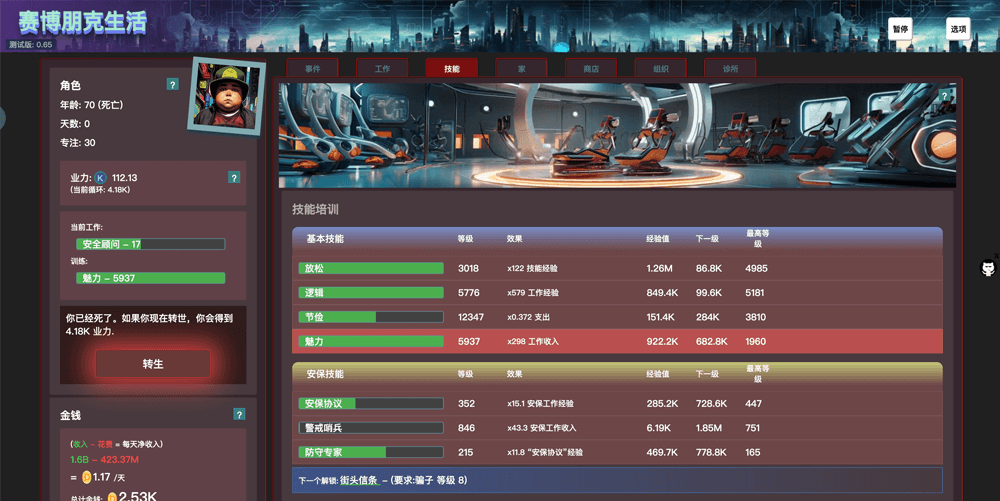 赛博朋克生活
测试版: 0.65
暂停
选项
角色
?
年龄: 70 (死亡)
天数: 0
专注: 30
业力: K 112.13
?
(当前循环: 4.18K)
当前工作:
安全顾问 – 17
训练:
魅力 – 5937
你已经死了。如果你现在转世，你会得到
4.18K 业力.
转生
金钱
?
(收入 – 花费 = 每天净收入)
1.6B – 423.37M
= 1.17 /天
总计金钱: 2.53K
事件 工作 技能 家 商店 组织 诊所
?
技能培训
基本技能 等级 效果 经验值 下一级 最高等级
放松 3018 x122 技能经验 1.26M 86.8K 4985
逻辑 5776 x579 工作经验 849.4K 99.6K 5181
节俭 12347 x0.372 支出 151.4K 284K 3810
魅力 5937 x298 工作收入 922.2K 682.8K 1960
安保技能 等级 效果 经验值 下一级 最高等级
安保协议 352 x15.1 安保工作经验 285.2K 728.6K 447
警戒哨兵 846 x43.3 安保工作收入 6.19K 1.85M 751
防守专家 215 x11.8 “安保协议”经验 469.7K 778.8K 165
下一个解锁: 街头信条 – (要求:骗子 等级 8)